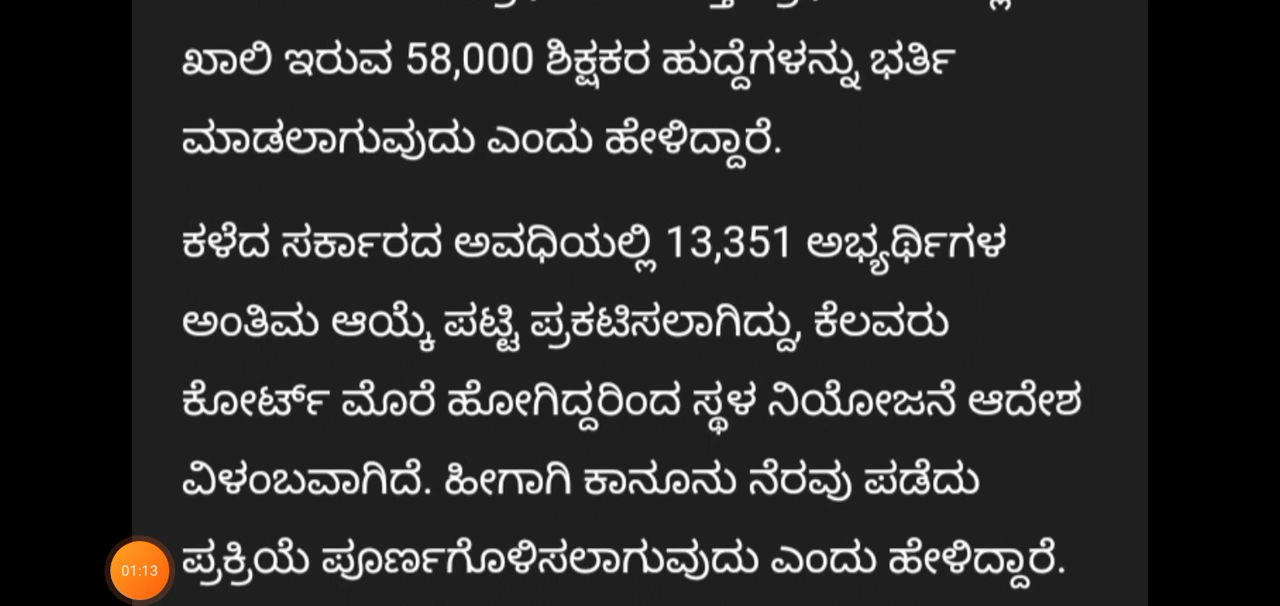 ಖಾಲಿ ಇರುವ 58,000 ಶಿಕ್ಷಕರ ಹುದ್ದೆಗಳನ್ನು ಭರ್ತಿ
ಮಾಡಲಾಗುವುದು ಎಂದು ಹೇಳಿದ್ದಾರೆ.
ಕಳೆದ ಸರ್ಕಾರದ ಅವಧಿಯಲ್ಲಿ 13,351 ಅಭ್ಯರ್ಥಿಗಳ
ಅಂತಿಮ ಆಯ್ಕೆ ಪಟ್ಟಿ ಪ್ರಕಟಿಸಲಾಗಿದ್ದು, ಕೆಲವರು
ಕೋರ್ಟ್ ಮೊರೆ ಹೋಗಿದ್ದರಿಂದ ಸ್ಥಳ ನಿಯೋಜನೆ ಆದೇಶ
ವಿಳಂಬವಾಗಿದೆ. ಹೀಗಾಗಿ ಕಾನೂನು ನೆರವು ಪಡೆದು
ಪ್ರಕ್ರಿಯೆ ಪೂರ್ಣಗೊಳಿಸಲಾಗುವುದು ಎಂದು ಹೇಳಿದ್ದಾರೆ.
01:13